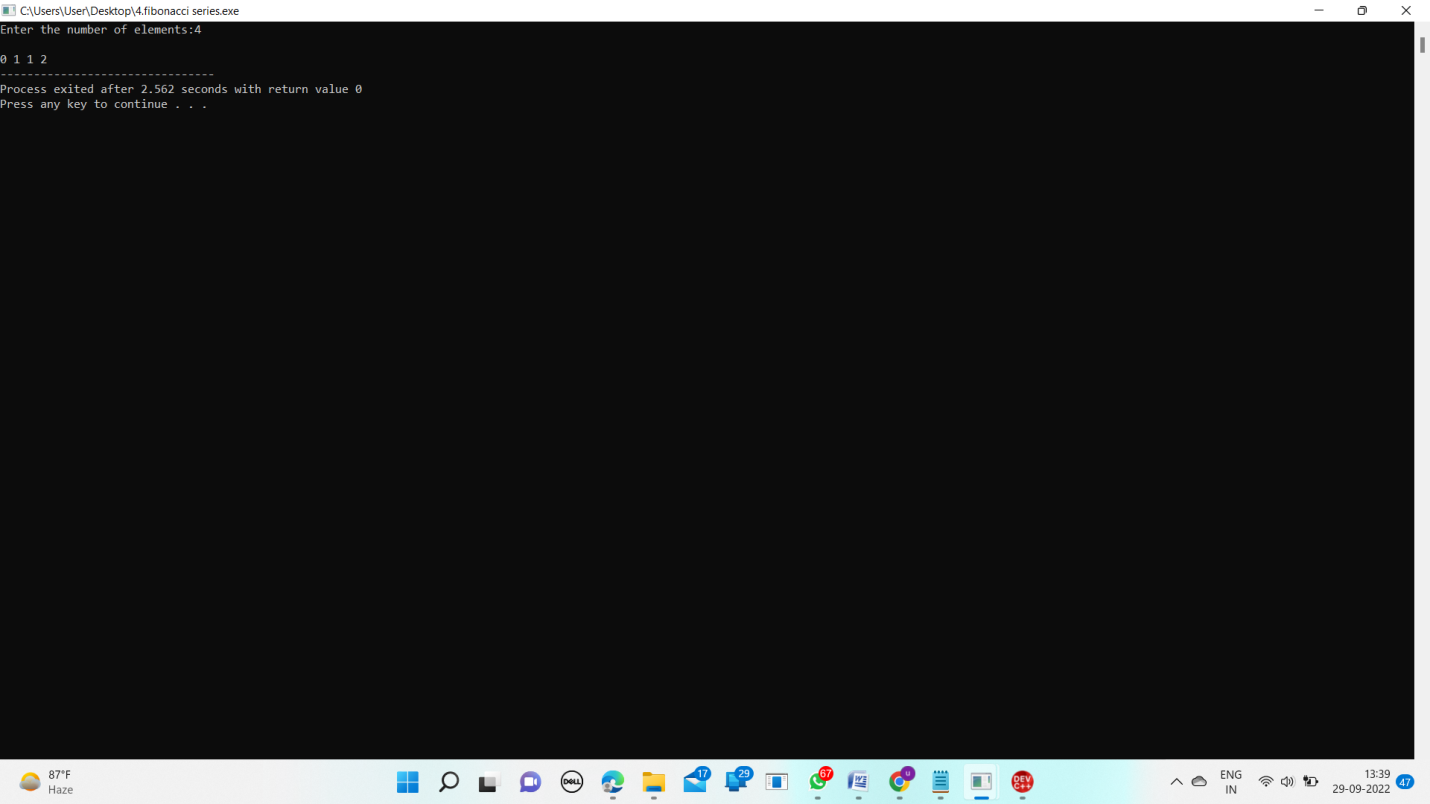 C:\Users\User\Desktop\4.fibonacci series.exe
Enter the number of elements:4
0 1 1 2
--------------------------------
Process exited after 2.562 seconds with return value 0
Press any key to continue . . .
87°F
Haze
DELL
17
29
67
W
u
DEV
C++
ENG
IN
13:39
29-09-2022
47